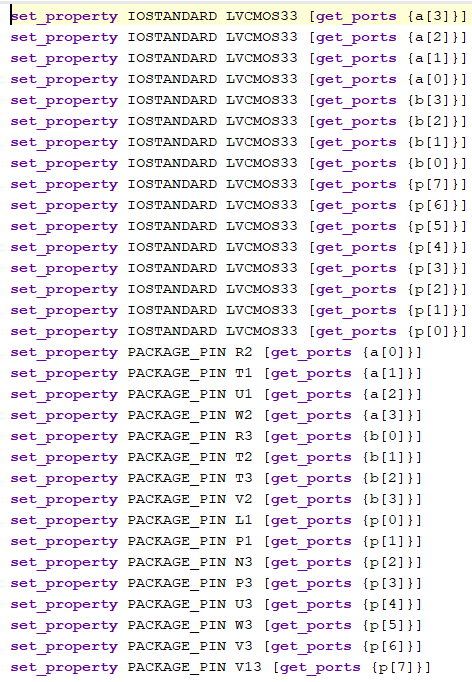 set_property IOSTANDARD LVCMOS33 [get_ports {a[3]}]
set_property IOSTANDARD LVCMOS33 [get_ports {a[2]}]
set_property IOSTANDARD LVCMOS33 [get_ports {a[1]}]
set_property IOSTANDARD LVCMOS33 [get_ports {a[0]}]
set_property IOSTANDARD LVCMOS33 [get_ports {b[3]}]
set_property IOSTANDARD LVCMOS33 [get_ports {b[2]}]
set_property IOSTANDARD LVCMOS33 [get_ports {b[1]}]
set_property IOSTANDARD LVCMOS33 [get_ports {b[0]}]
set_property IOSTANDARD LVCMOS33 [get_ports {p[7]}]
set_property IOSTANDARD LVCMOS33 [get_ports {p[6]}]
set_property IOSTANDARD LVCMOS33 [get_ports {p[5]}]
set_property IOSTANDARD LVCMOS33 [get_ports {p[4]}]
set_property IOSTANDARD LVCMOS33 [get_ports {p[3]}]
set_property IOSTANDARD LVCMOS33 [get_ports {p[2]}]
set_property IOSTANDARD LVCMOS33 [get_ports {p[1]}]
set_property IOSTANDARD LVCMOS33 [get_ports {p[0]}]
set_property PACKAGE_PIN R2 [get_ports {a[0]}]
set_property PACKAGE_PIN T1 [get_ports {a[1]}]
set_property PACKAGE_PIN U1 [get_ports {a[2]}]
set_property PACKAGE_PIN W2 [get_ports {a[3]}]
set_property PACKAGE_PIN R3 [get_ports {b[0]}]
set_property PACKAGE_PIN T2 [get_ports {b[1]}]
set_property PACKAGE_PIN T3 [get_ports {b[2]}]
set_property PACKAGE_PIN V2 [get_ports {b[3]}]
set_property PACKAGE_PIN L1 [get_ports {p[0]}]
set_property PACKAGE_PIN P1 [get_ports {p[1]}]
set_property PACKAGE_PIN N3 [get_ports {p[2]}]
set_property PACKAGE_PIN P3 [get_ports {p[3]}]
set_property PACKAGE_PIN U3 [get_ports {p[4]}]
set_property PACKAGE_PIN W3 [get_ports {p[5]}]
set_property PACKAGE_PIN V3 [get_ports {p[6]}]
set_property PACKAGE_PIN V13 [get_ports {p[7]}]